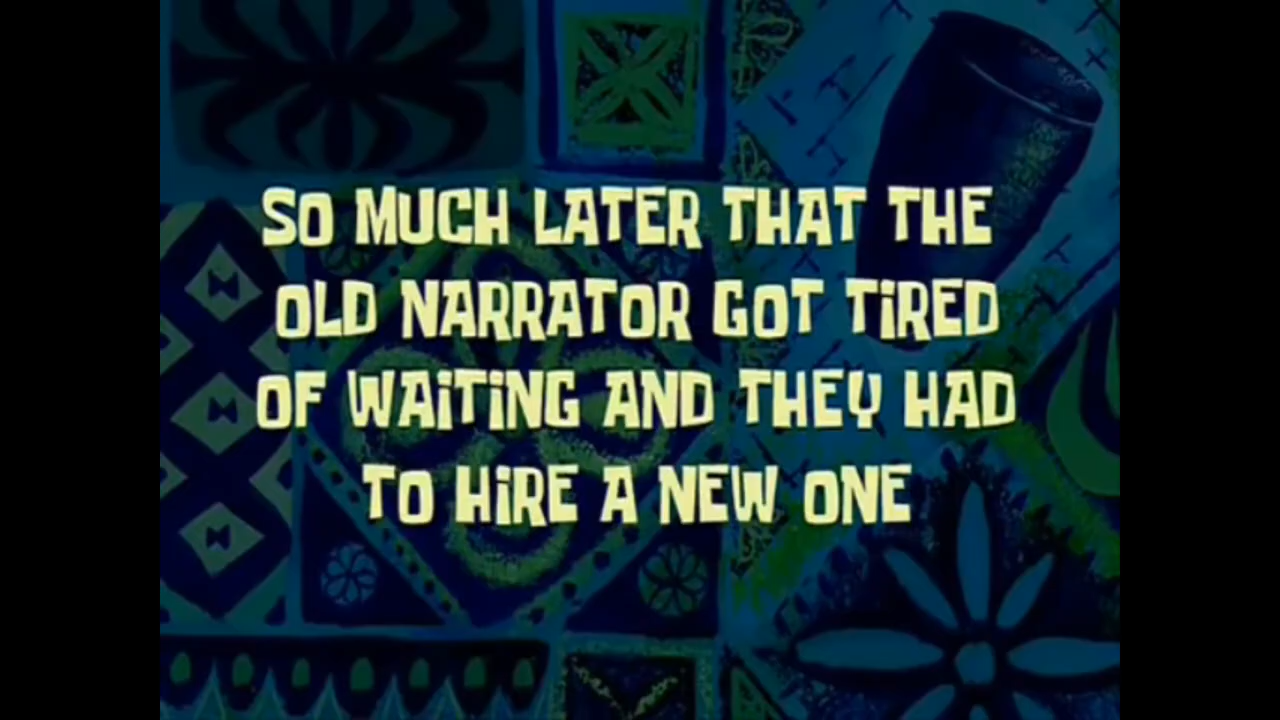 SO MUCH LATER THAT THE
OLD NARRATOR GOT TiRED
OF WAiTiNG AND THEY HAD
TO HiRE A NEW ONE